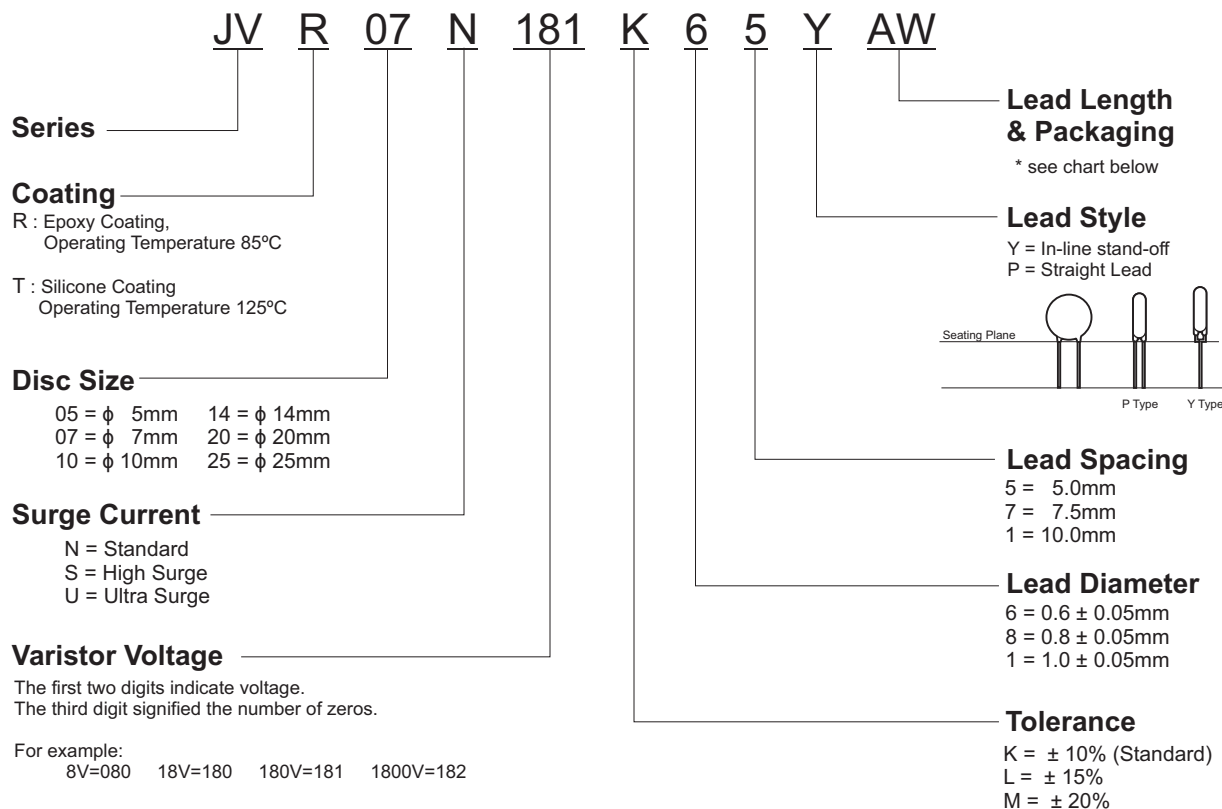 JV R 07 N 181 K 6 5 Y AW
Series
Coating
R : Epoxy Coating,
Operating Temperature 85ºC
T : Silicone Coating
Operating Temperature 125ºC
Disc Size
05 = ϕ 5mm 14 = ϕ 14mm
07 = ϕ 7mm 20 = ϕ 20mm
10 = ϕ 10mm 25 = ϕ 25mm
Surge Current
N = Standard
S = High Surge
U = Ultra Surge
Varistor Voltage
The first two digits indicate voltage.
The third digit signified the number of zeros.
For example:
8V=080 18V=180 180V=181 1800V=182
Lead Length
& Packaging
* see chart below
Lead Style
Y = In-line stand-off
P = Straight Lead
Seating Plane
P Type Y Type
Lead Spacing
5 = 5.0mm
7 = 7.5mm
1 = 10.0mm
Lead Diameter
6 = 0.6 ± 0.05mm
8 = 0.8 ± 0.05mm
1 = 1.0 ± 0.05mm
Tolerance
K = ± 10% (Standard)
L = ± 15%
M = ± 20%